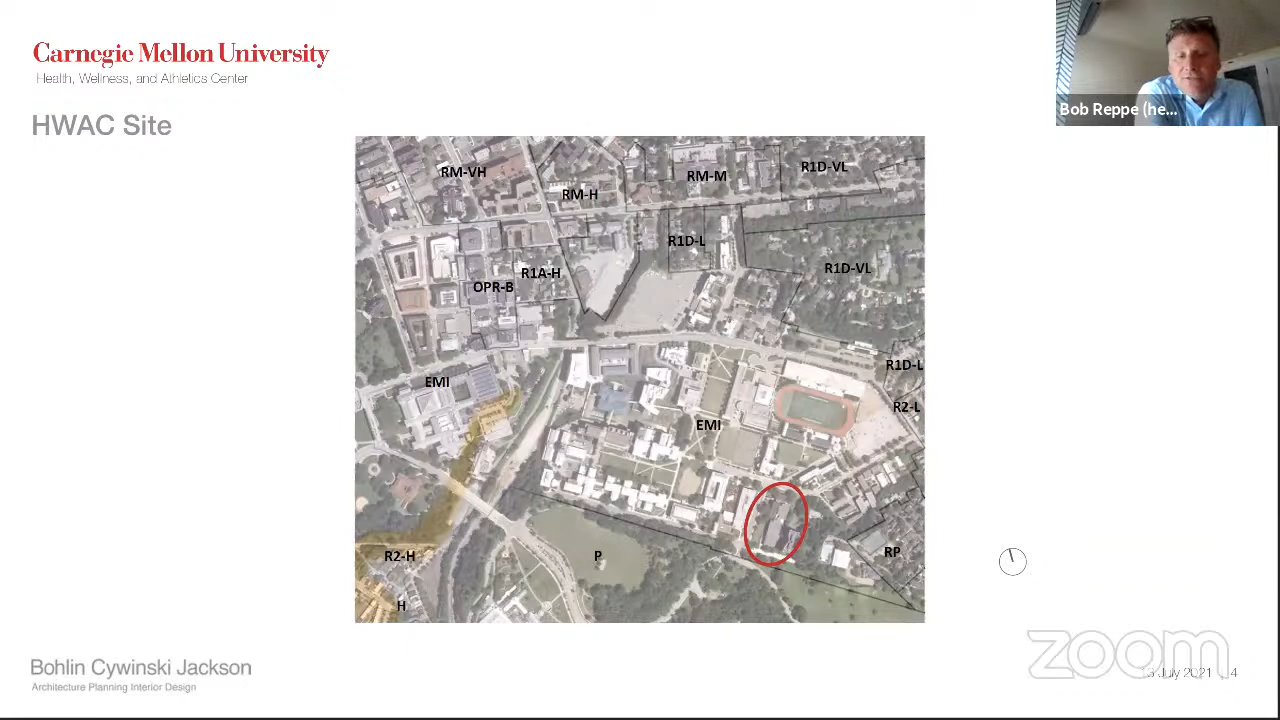 Carnegie Mellon University
Health, Wellness, and Athletics Center
HWAC Site
Bob Reppe (he...
RM-VH
RM-H
RM-M
R1D-VL
R1D-L
R1A-H
OPR-B
R1D-VL
EMI
R1D-L
R2-L
EMI
R2-H
P
RP
H
Bohlin Cywinski Jackson
Architecture Planning Interior Design
zoom
July 2021
4